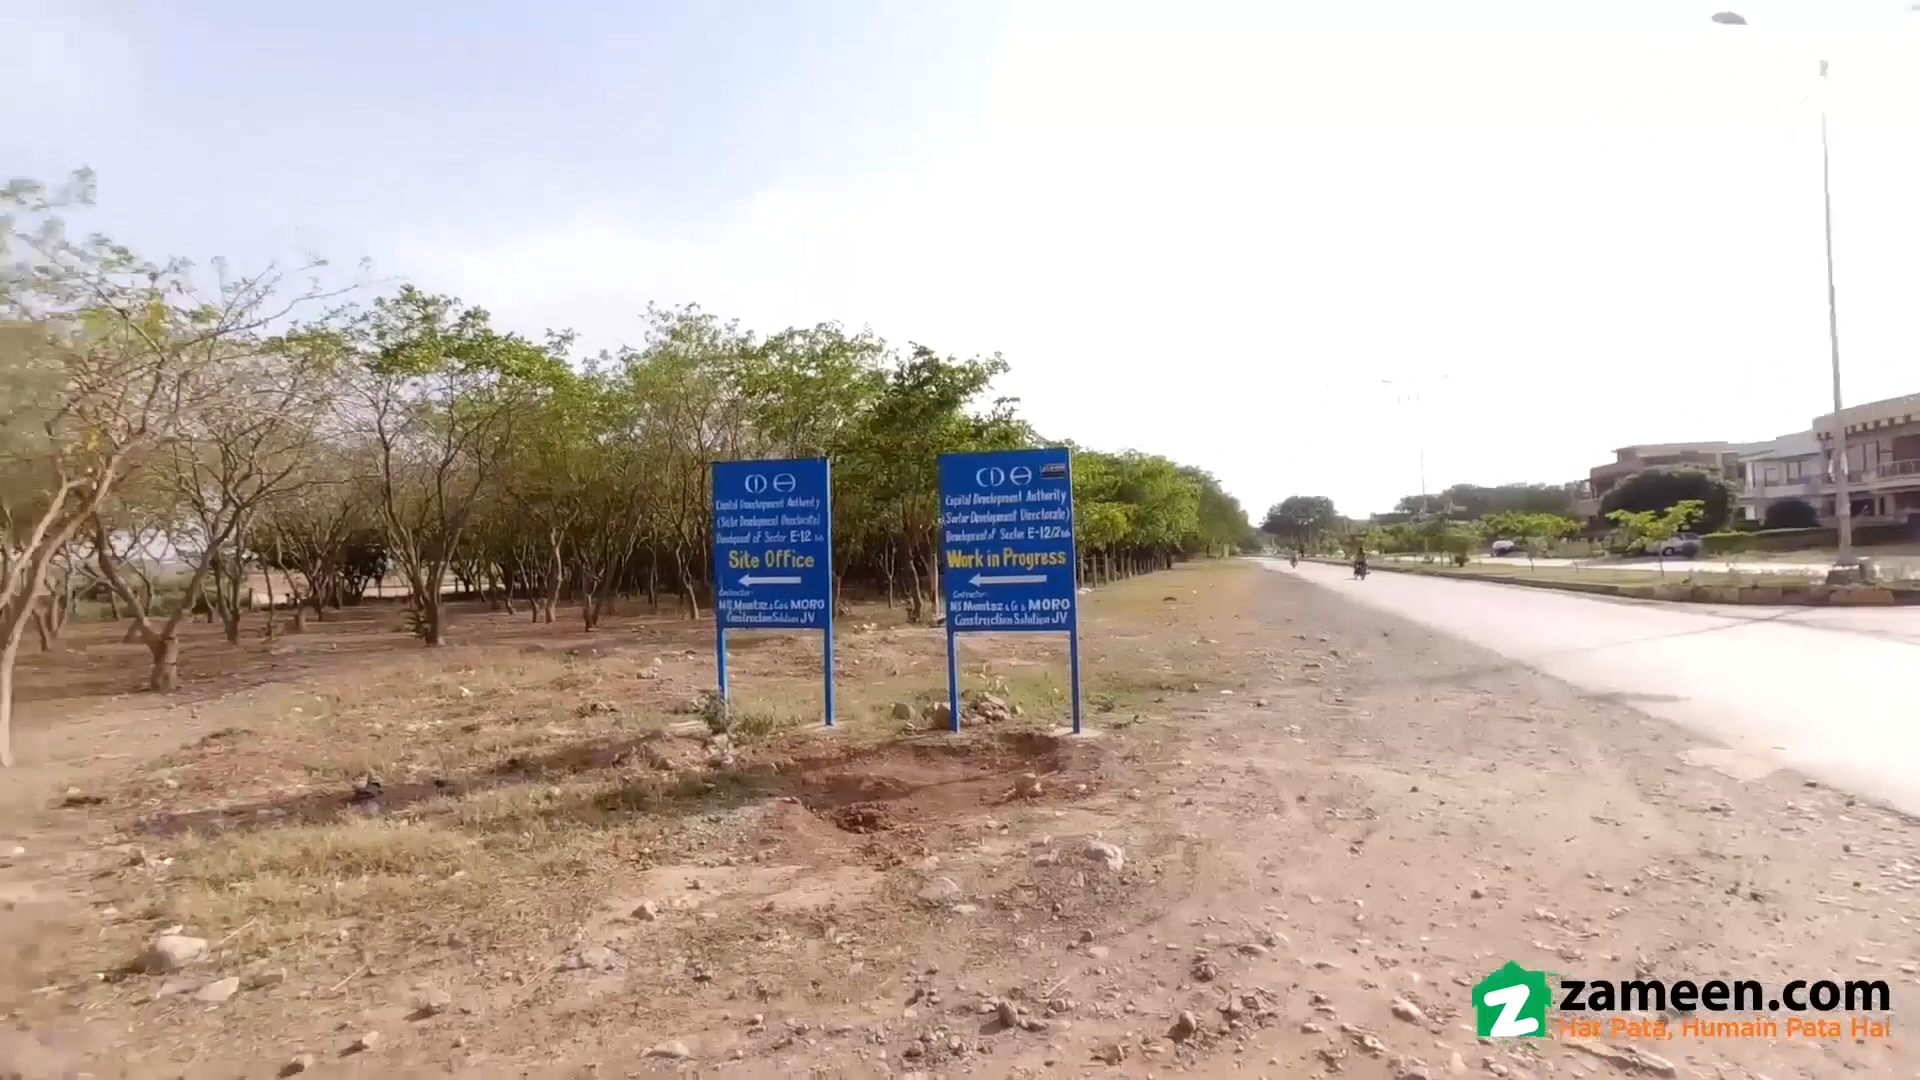 CDA
Capital Development Authority
(Sector Development Directorate)
Development of Sector E-12 Isb
Site Office
Contractor:
M/S Mumtaz & Co & MORO
Construction Solution JV
CDA
Capital Development Authority
(Sector Development Directorate)
Development of Sector E-12/2 Isb
Work in Progress
Contractor:
M/S Mumtaz & Co & MORO
Construction Solution JV
zameen.com
Har Pata, Humain Pata Hai